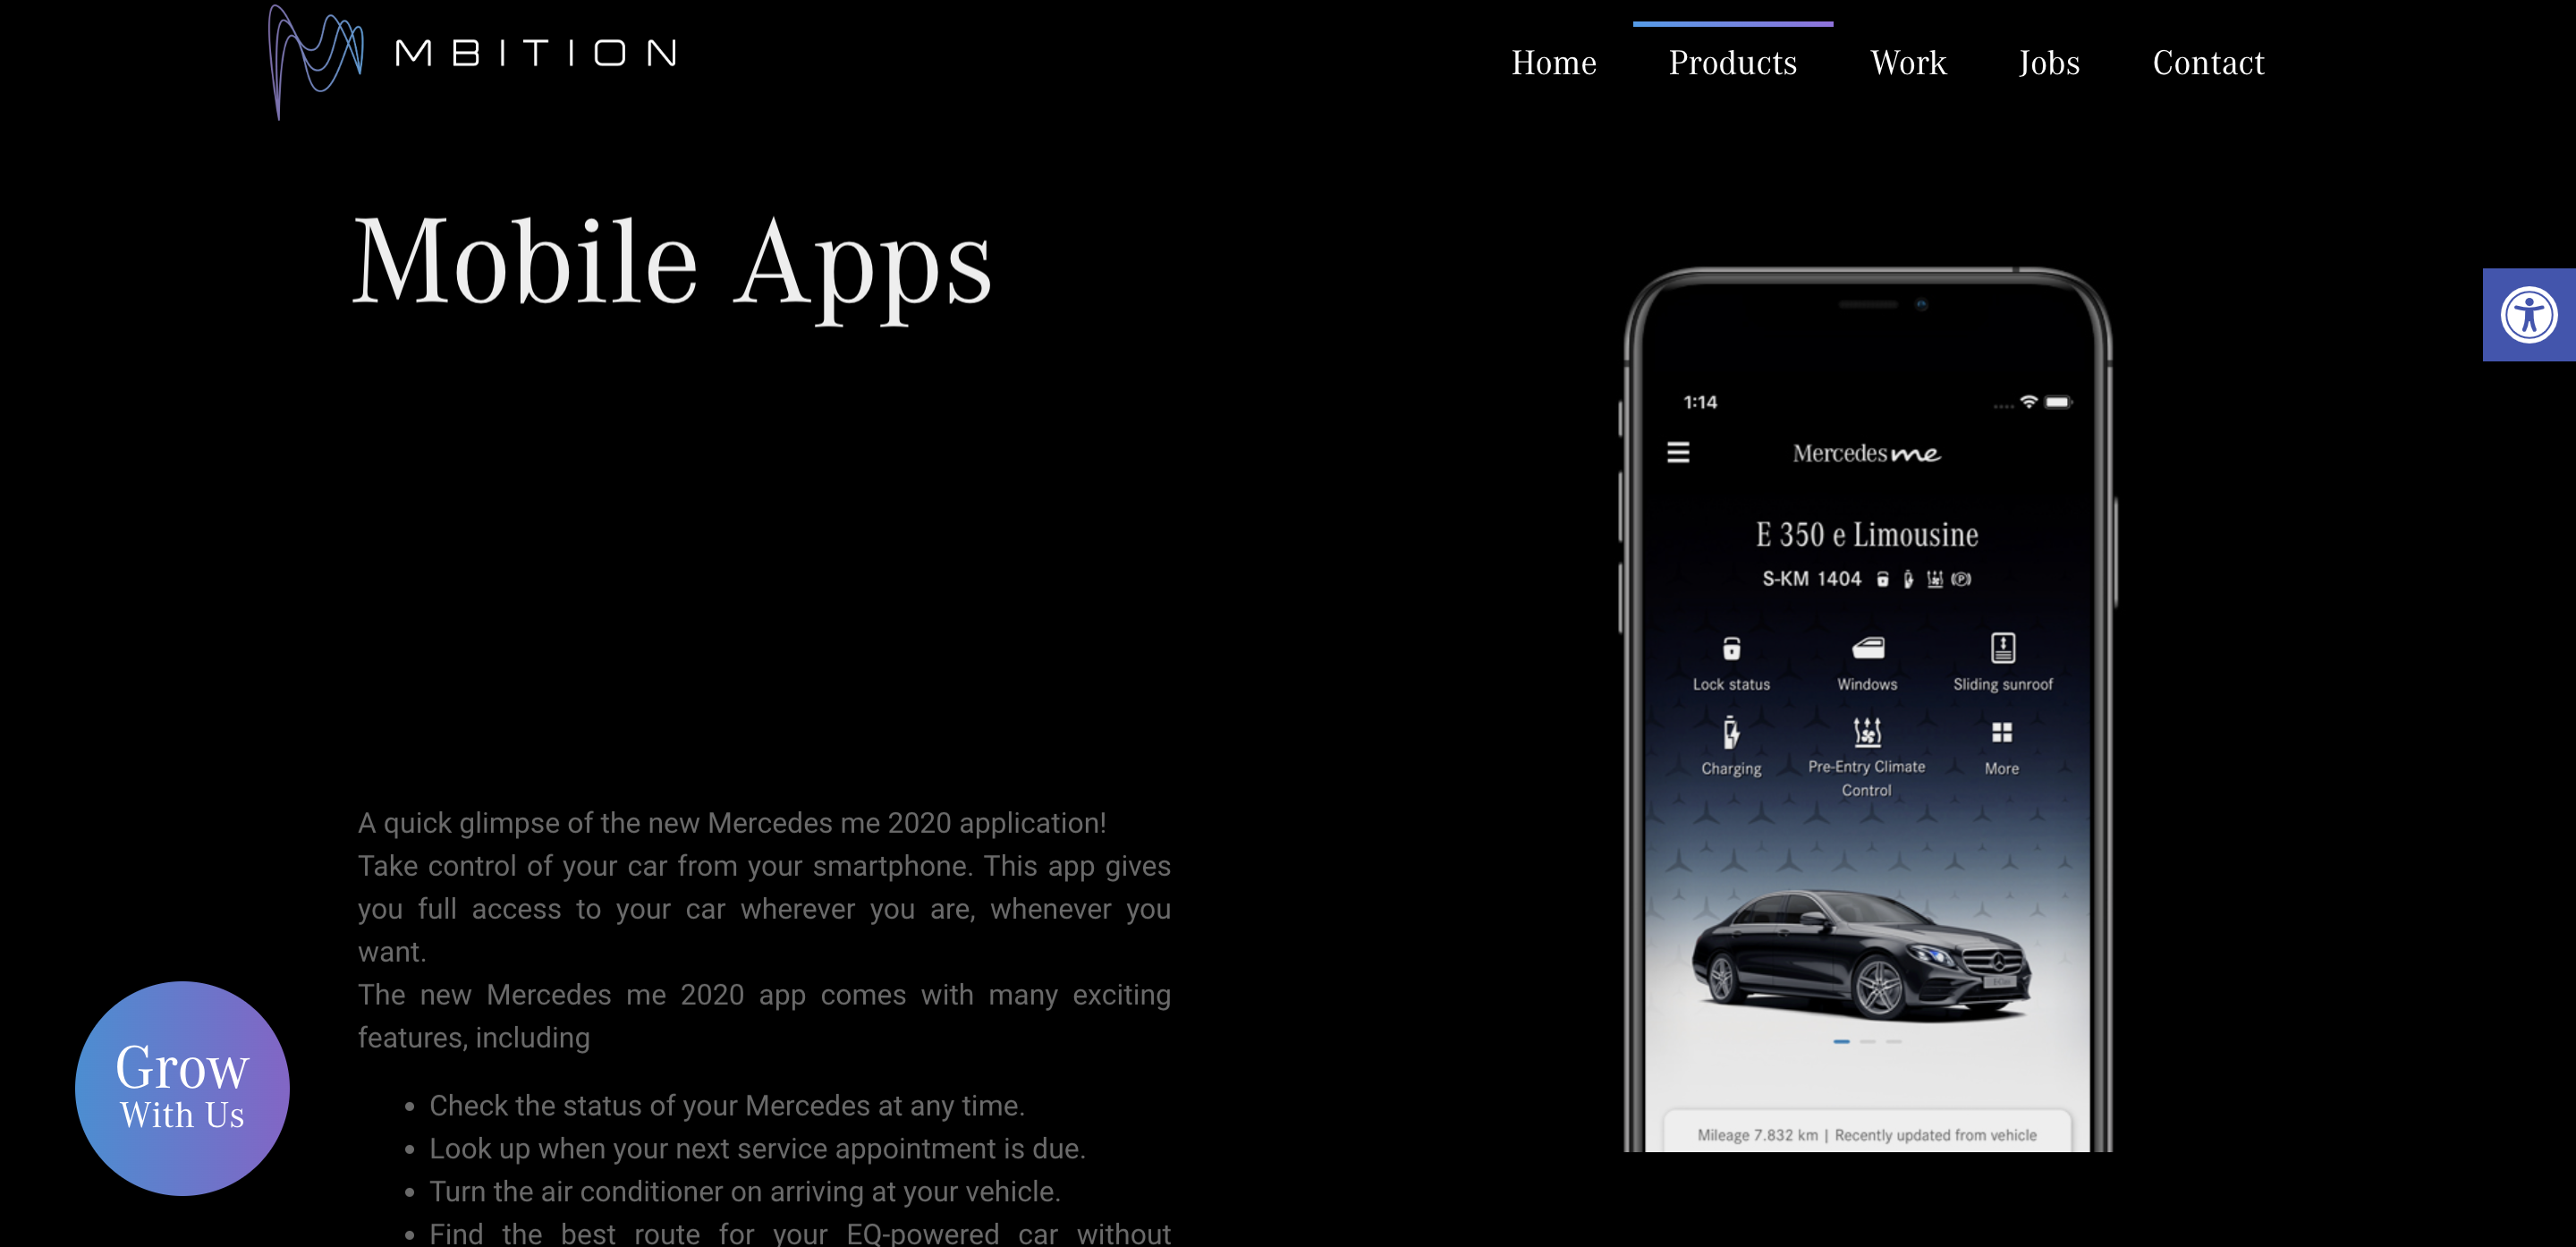 MBITION
Home
Products
Work
Jobs
Contact
Mobile Apps
A quick glimpse of the new Mercedes me 2020 application!
Take control of your car from your smartphone. This app gives
you full access to your car wherever you are, whenever you
want.
The new Mercedes me 2020 app comes with many exciting
features, including
• Check the status of your Mercedes at any time.
• Look up when your next service appointment is due.
• Turn the air conditioner on arriving at your vehicle.
• Find the best route for your EQ-powered car without
Grow
With Us
1:14
Mercedes me
E 350 e Limousine
S-KM 1404
Lock status
Windows
Sliding sunroof
Charging
Pre-Entry Climate
Control
More
Mileage 7.832 km | Recently updated from vehicle